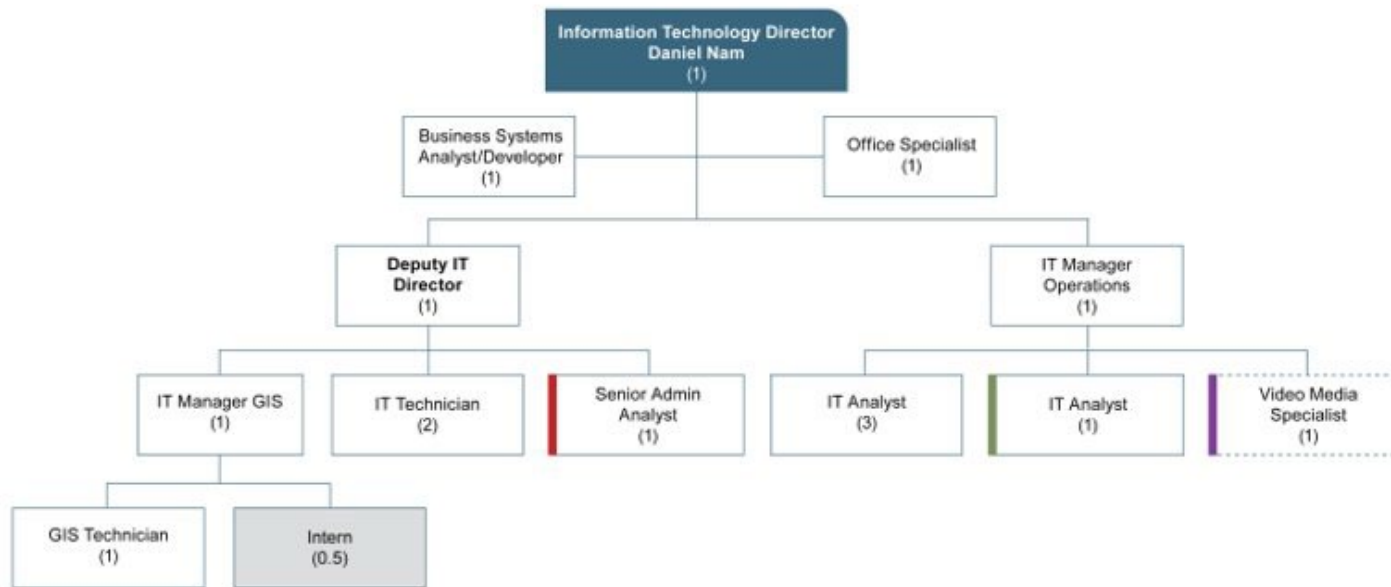 Information Technology Director
Daniel Nam
(1)
Business Systems
Analyst/Developer
(1)
Office Specialist
(1)
Deputy IT
Director
(1)
IT Manager
Operations
(1)
IT Manager GIS
(1)
IT Technician
(2)
Senior Admin
Analyst
(1)
IT Analyst
(3)
IT Analyst
(1)
Video Media
Specialist
(1)
GIS Technician
(1)
Intern
(0.5)